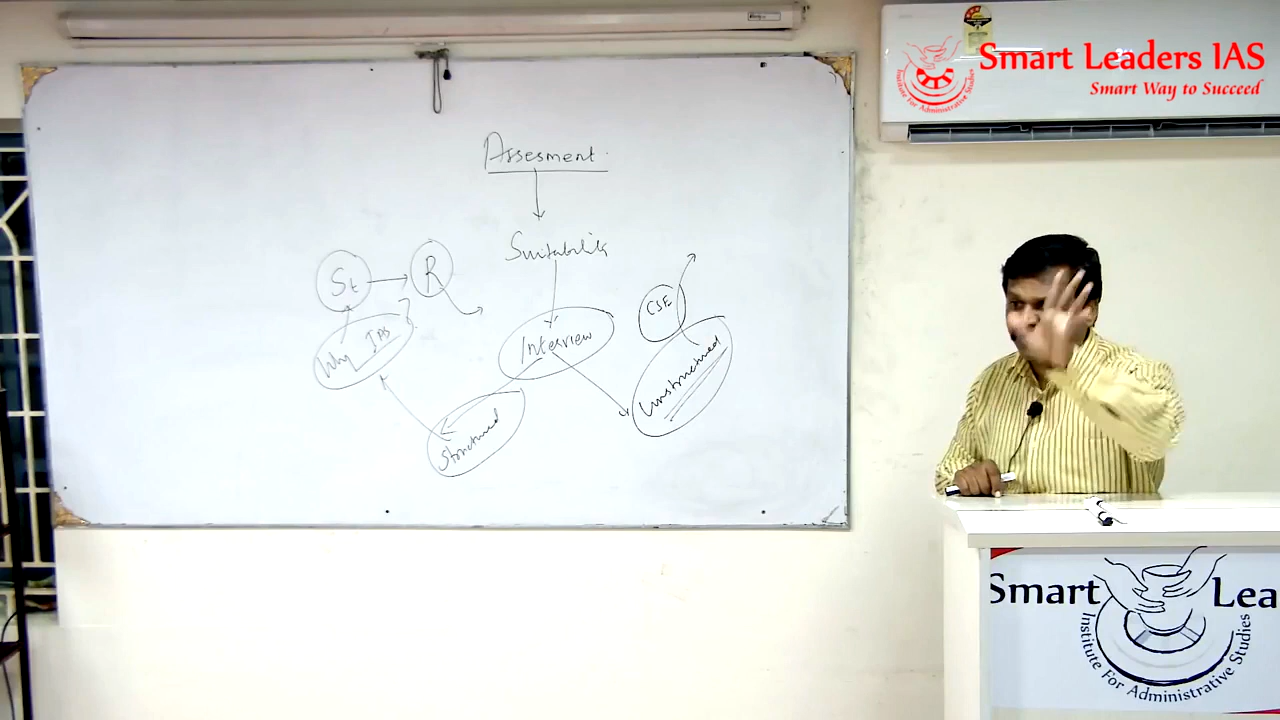 Smart Leaders IAS
Smart Way to Succeed
Institute For Administrative Studies
Assesment
Suitability
St
R
Why IAS
Interview
CSE
Structured
Unstructured
Smart Lea
Institute For Administrative Studies